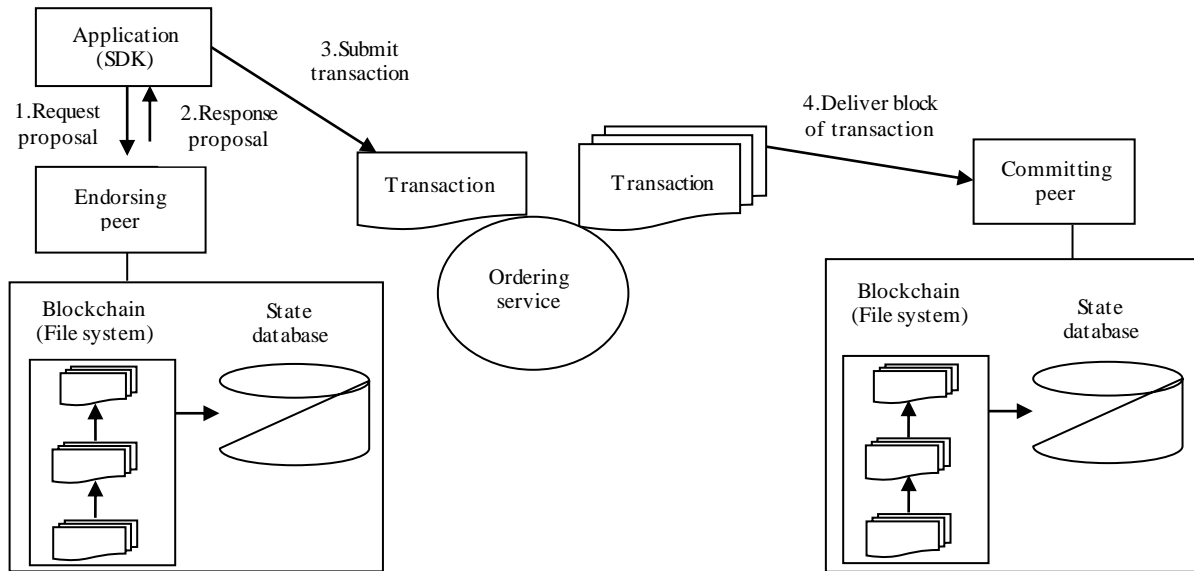 Application
(SDK)
3.Submit
transaction
1.Request
proposal
2.Response
proposal
4.Deliver block
of transaction
Transaction
Transaction
Committing
peer
Endorsing
peer
Ordering
service
Blockchain
(File system)
State
database
Blockchain
(File system)
State
database